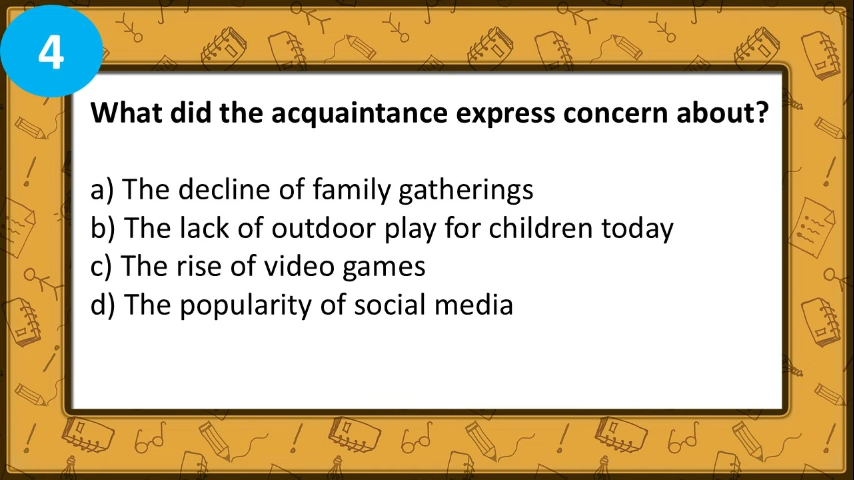 4
What did the acquaintance express concern about?
a) The decline of family gatherings
b) The lack of outdoor play for children today
c) The rise of video games
d) The popularity of social media